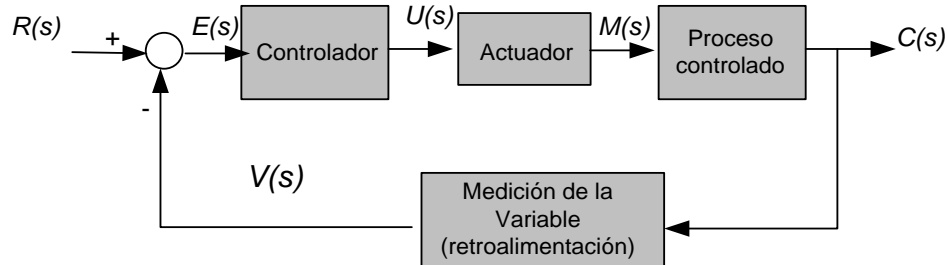 R(s)
+
E(s)
Controlador
U(s)
Actuador
M(s)
Proceso
controlado
C(s)
-
V(s)
Medición de la
Variable
(retroalimentación)